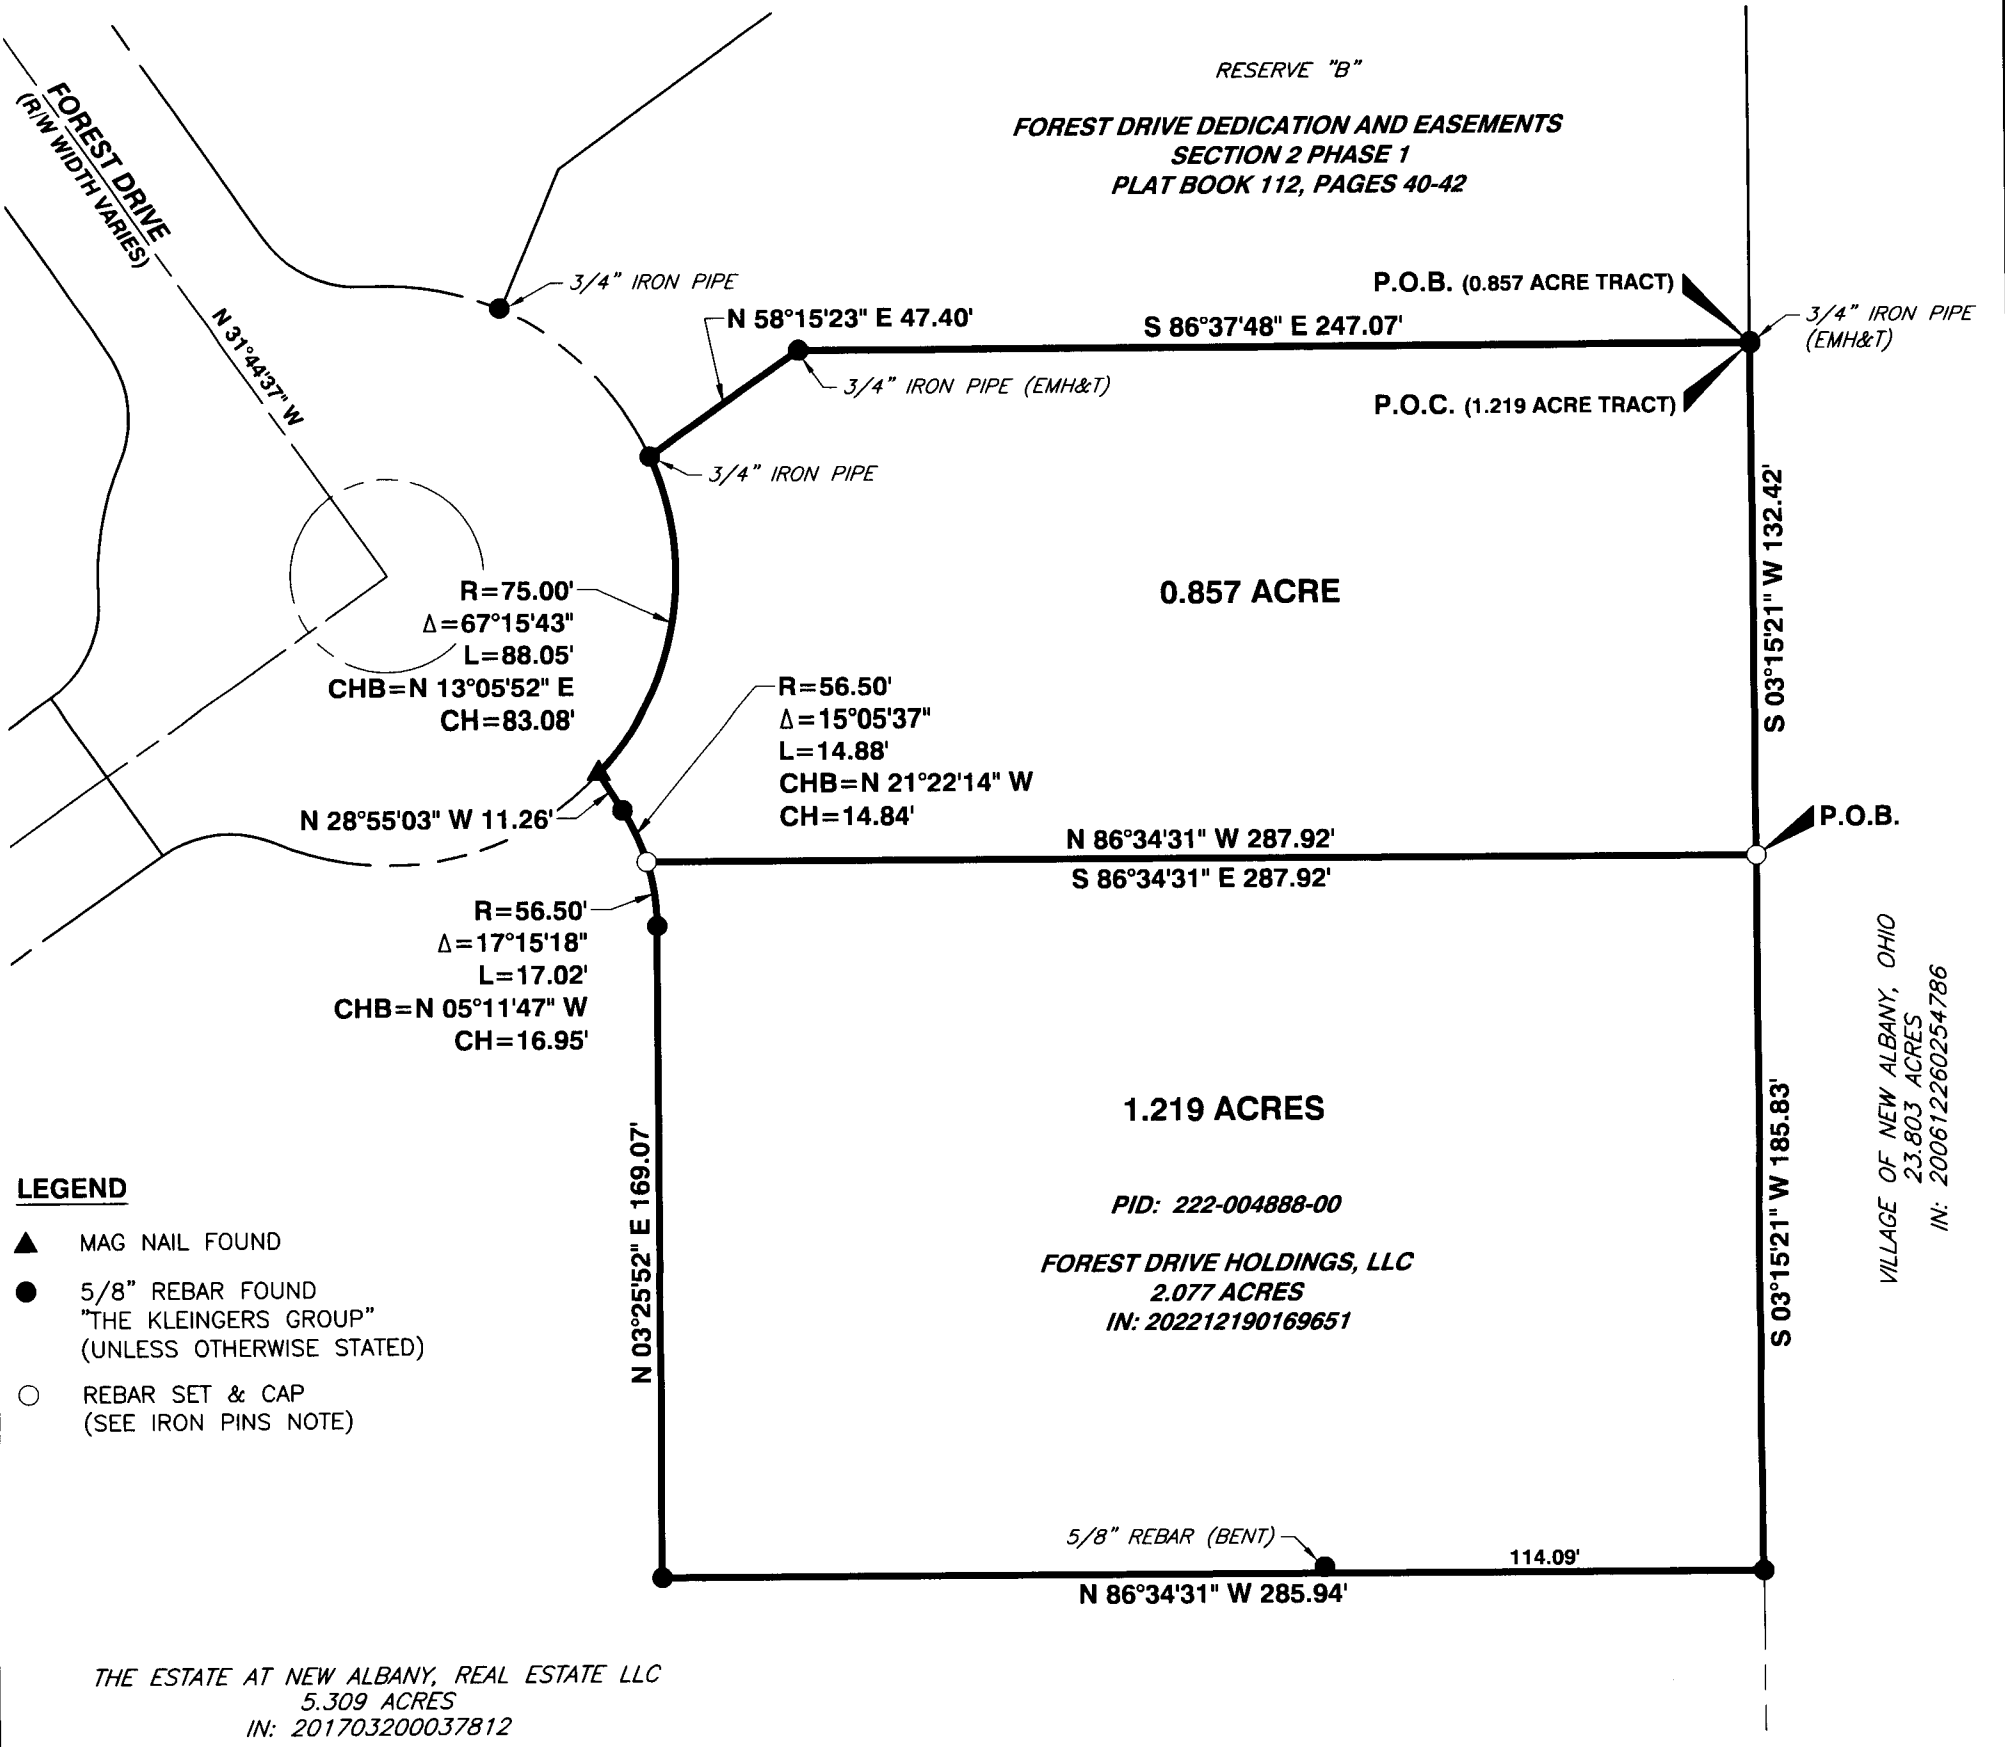 RESERVE "B"
FOREST DRIVE DEDICATION AND EASEMENTS
SECTION 2 PHASE 1
PLAT BOOK 112, PAGES 40-42
FOREST DRIVE
(R/W WIDTH VARIES)
N 31°44'37" W
3/4" IRON PIPE
N 58°15'23" E 47.40'
S 86°37'48" E 247.07'
P.O.B. (0.857 ACRE TRACT)
3/4" IRON PIPE
(EMH&T)
3/4" IRON PIPE (EMH&T)
P.O.C. (1.219 ACRE TRACT)
3/4" IRON PIPE
S 03°15'21" W 132.42'
0.857 ACRE
R=75.00'
Δ=67°15'43"
L=88.05'
CHB=N 13°05'52" E
CH=83.08'
R=56.50'
Δ=15°05'37"
L=14.88'
CHB=N 21°22'14" W
CH=14.84'
N 28°55'03" W 11.26'
P.O.B.
N 86°34'31" W 287.92'
S 86°34'31" E 287.92'
R=56.50'
Δ=17°15'18"
L=17.02'
CHB=N 05°11'47" W
CH=16.95'
VILLAGE OF NEW ALBANY, OHIO
23.803 ACRES
IN: 200612260254786
1.219 ACRES
N 03°25'52" E 169.07'
S 03°15'21" W 185.83'
PID: 222-004888-00
FOREST DRIVE HOLDINGS, LLC
2.077 ACRES
IN: 202212190169651
LEGEND
MAG NAIL FOUND
5/8" REBAR FOUND
"THE KLEINGERS GROUP"
(UNLESS OTHERWISE STATED)
REBAR SET & CAP
(SEE IRON PINS NOTE)
5/8" REBAR (BENT)
114.09'
N 86°34'31" W 285.94'
THE ESTATE AT NEW ALBANY, REAL ESTATE LLC
5.309 ACRES
IN: 201703200037812